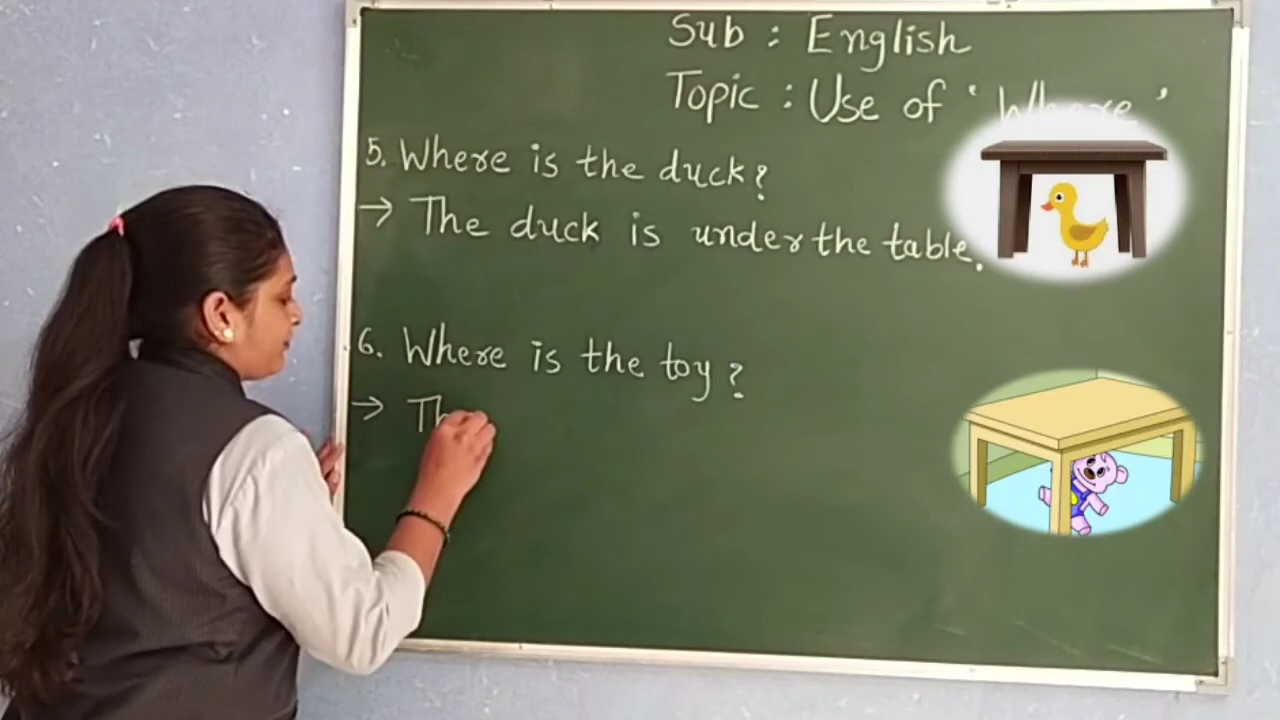 Sub : English
Topic : Use of ' Where '
5. Where is the duck?
→ The duck is under the table.
6. Where is the toy?
→ Th